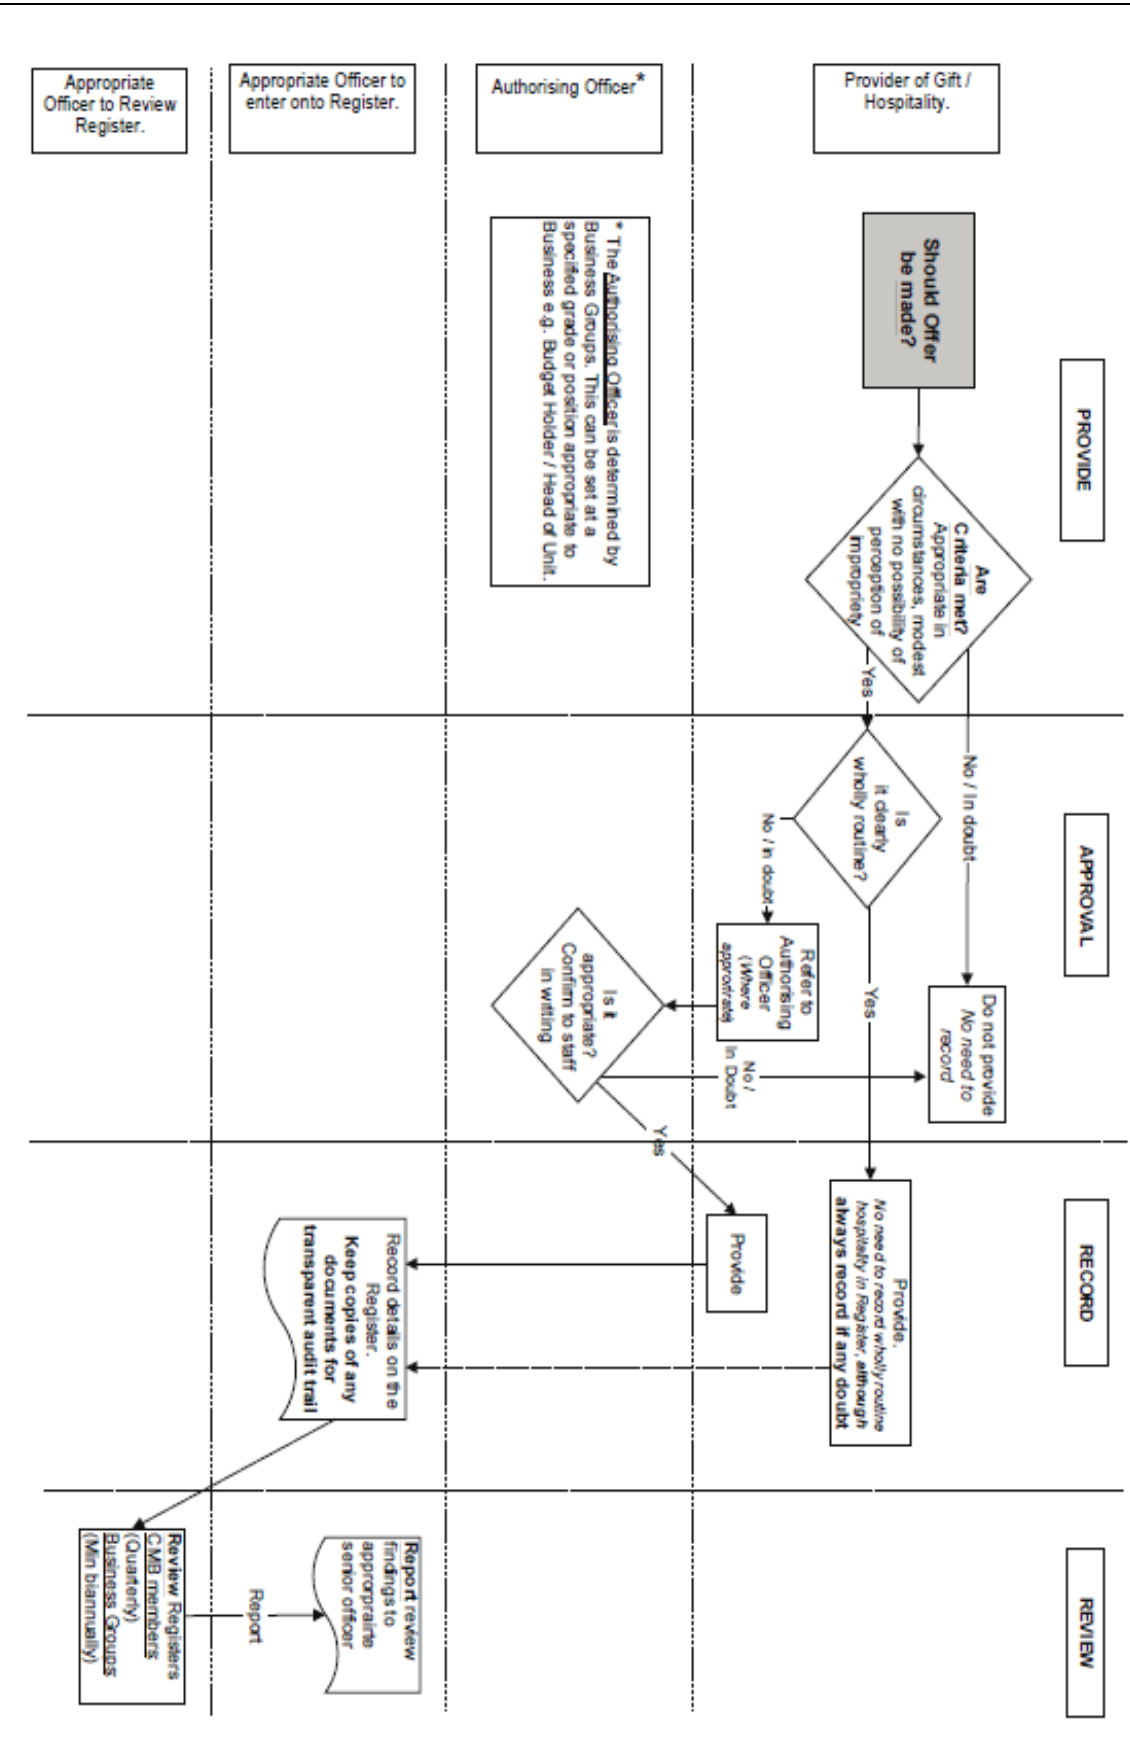 Appropriate
Officer to Review
Register.
Appropriate Officer to
enter onto Register.
Authorising Officer*
Provider of Gift /
Hospitality.
PROVIDE
Should Offer
be made?
Are
Criteria met?
Appropriate in
circumstances, modest
with no possibility of
perception of
impropriety
* The Authorising Officer is determined by
Business Groups. This can be set at a
specified grade or position appropriate to
Business e.g. Budget Holder / Head of Unit.
Yes
No / In doubt
APPROVAL
Is
it clearly
wholly routine?
No / In doubt
Yes
Refer to
Authorising
Officer
(Where
approriate)
Do not provide
No need to
record
Is it
appropriate?
Confirm to staff
in writting
No /
In Doubt
Yes
RECORD
Provide.
No need to record wholly routine
hospitality in Register, although
always record if any doubt
Provide
Record details on the
Register.
Keep copies of any
documents for
transparent audit trail
REVIEW
Review Registers
CMB members
(Quarterly)
Business Groups
(Min biannually)
Report
Report review
findings to
approrprairte
senior officer